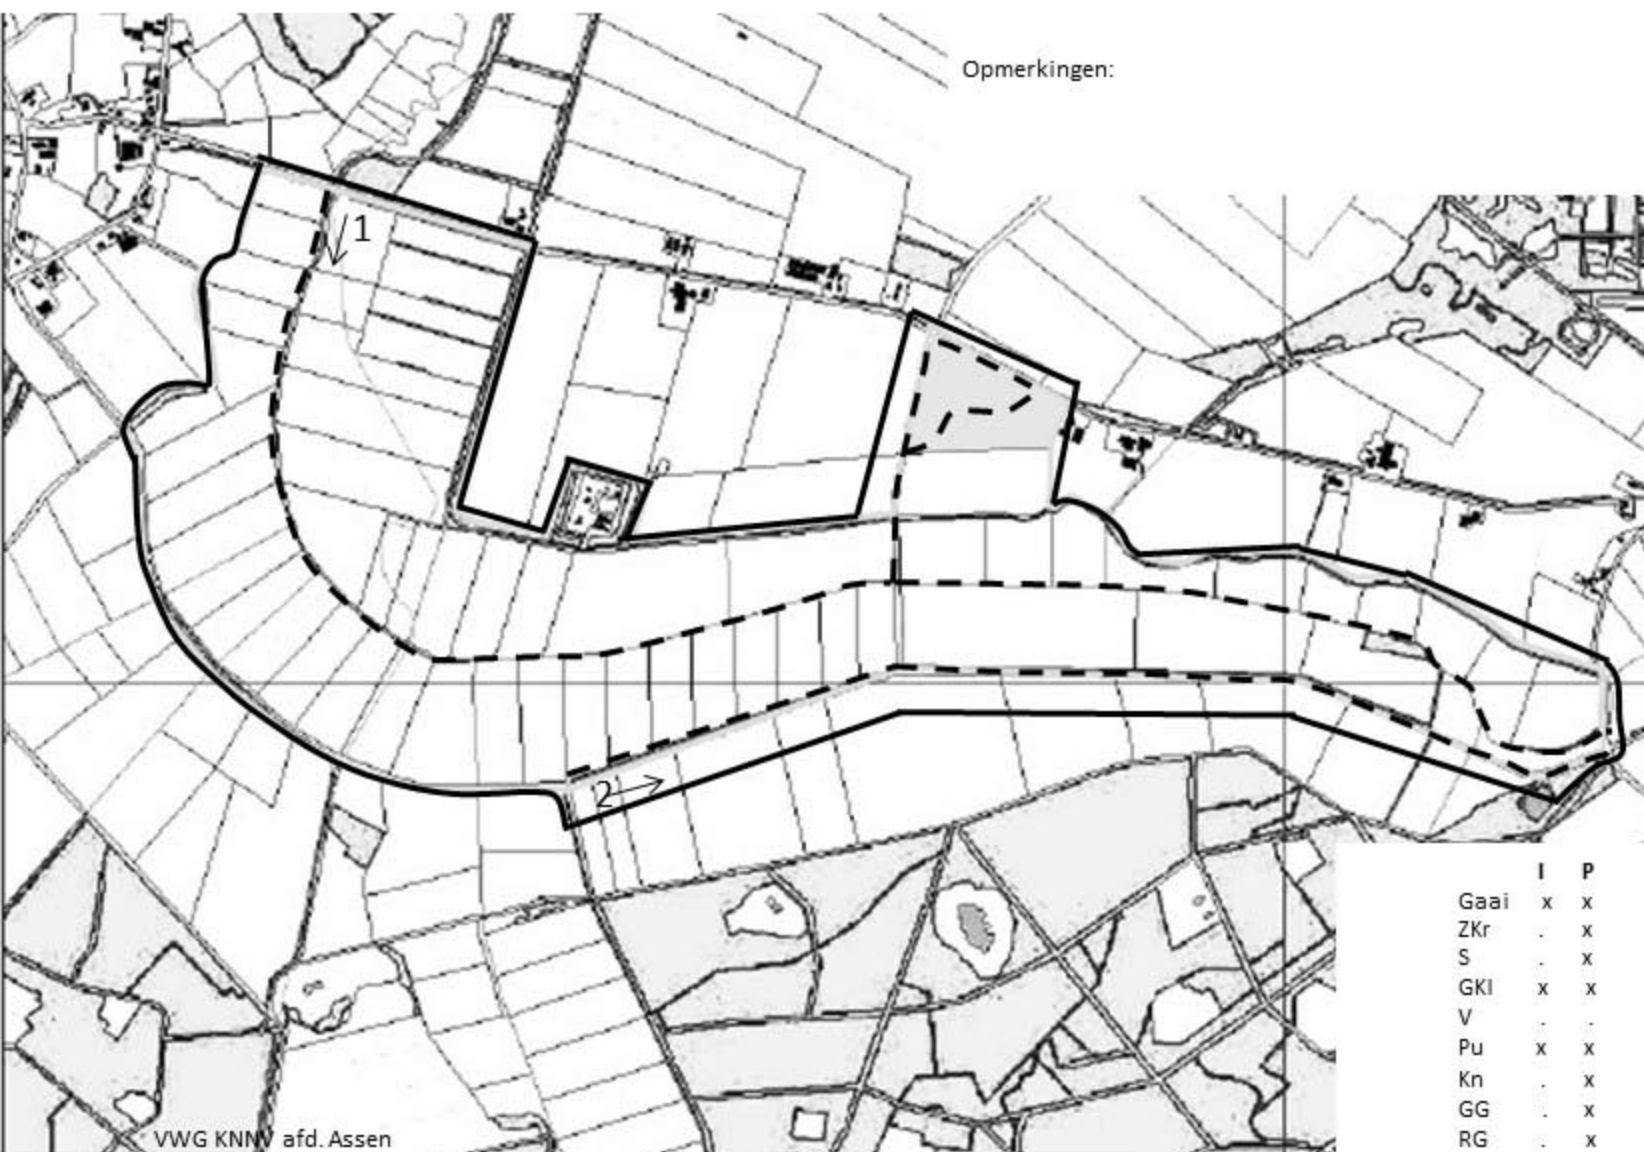 Opmerkingen:
1
2
I P
Gaai x x
ZKr . x
S . x
GKl x x
V . .
Pu x x
Kn . x
GG . x
RG . x
VWG KNNV afd. Assen